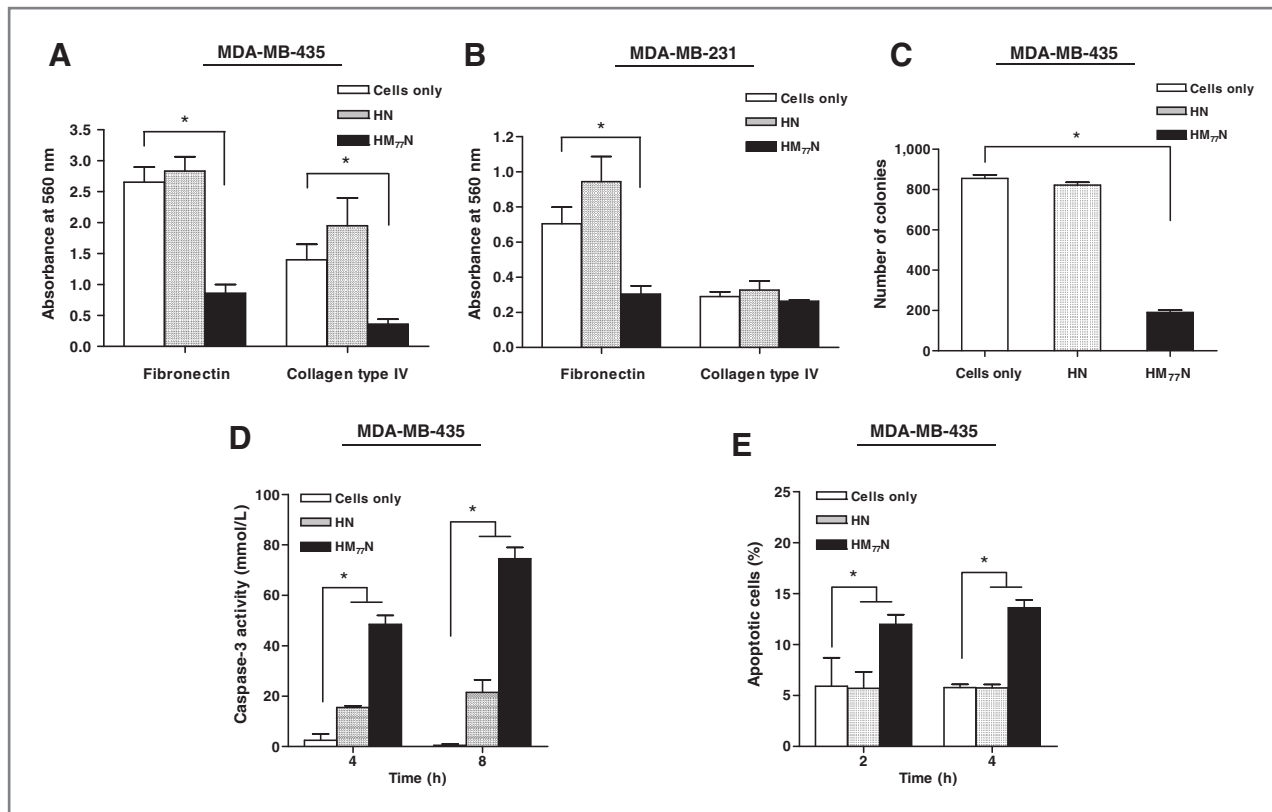 A
MDA-MB-435
Cells only
HN
HM77N
*
*
3.5
3.0
2.5
2.0
1.5
1.0
0.5
0.0
Absorbance at 560 nm
Fibronectin
Collagen type IV
B
MDA-MB-231
Cells only
HN
HM77N
*
1.2
1.0
0.8
0.6
0.4
0.2
0.0
Absorbance at 560 nm
Fibronectin
Collagen type IV
C
MDA-MB-435
Cells only
HN
HM77N
*
1,000
800
600
400
200
0
Number of colonies
Cells only
HN
HM77N
D
MDA-MB-435
Cells only
HN
HM77N
*
*
100
80
60
40
20
0
Caspase-3 activity (mmol/L)
4
8
Time (h)
E
MDA-MB-435
Cells only
HN
HM77N
*
*
25
20
15
10
5
0
Apoptotic cells (%)
2
4
Time (h)